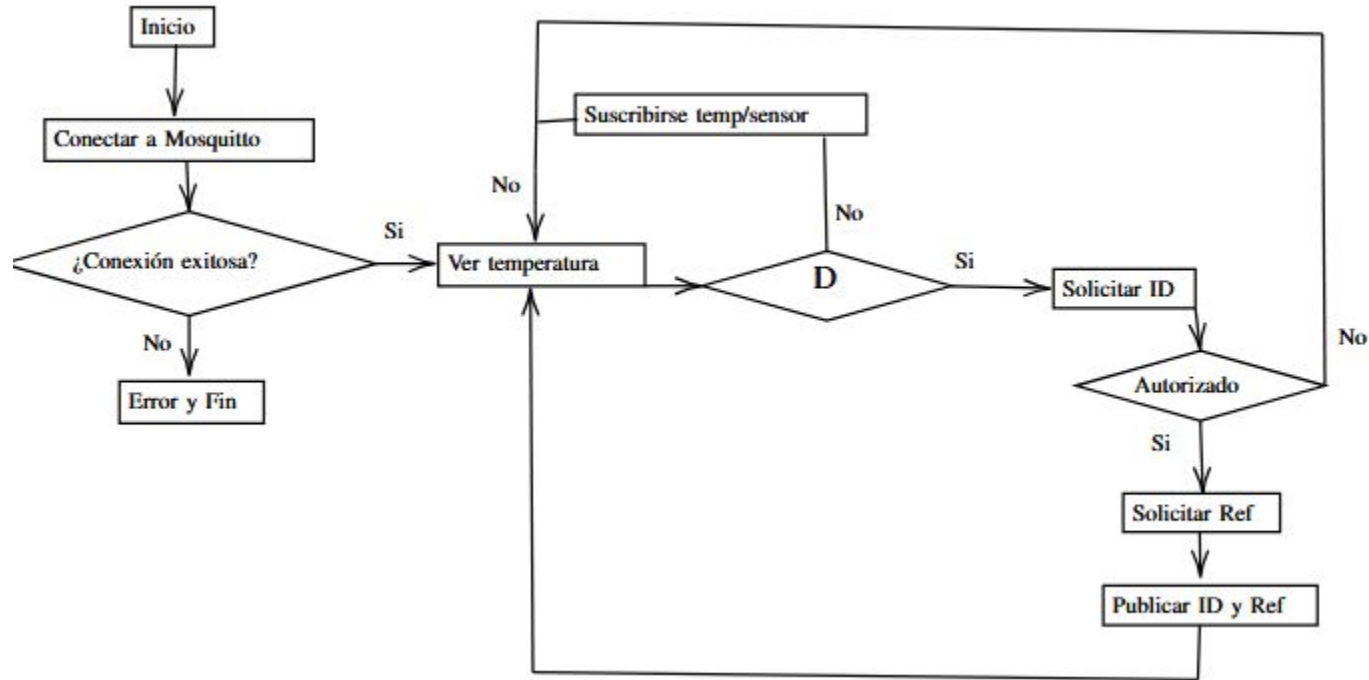 Inicio
Conectar a Mosquitto
¿Conexión exitosa?
Si
No
Error y Fin
Ver temperatura
No
Suscribirse temp/sensor
No
D
Si
Solicitar ID
Autorizado
No
Si
Solicitar Ref
Publicar ID y Ref